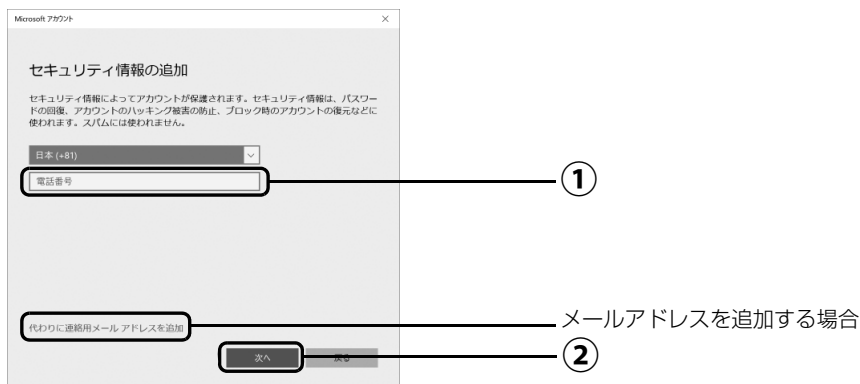 Microsoft アカウント
セキュリティ情報の追加
セキュリティ情報によってアカウントが保護されます。セキュリティ情報は、パスワー
ドの回復、アカウントのハッキング被害の防止、ブロック時のアカウントの復元などに
使われます。スパムには使われません。
日本 (+81)
電話番号
①
代わりに連絡用メール アドレスを追加
メールアドレスを追加する場合
次へ
戻る
②